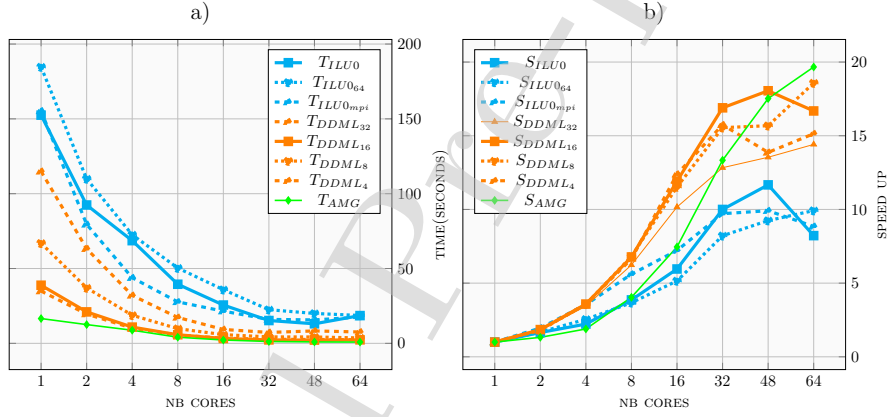 a)
b)
200
150
100
50
0
T_ILU0
T_ILU0_64
T_ILU0_mpi
T_DDML_32
T_DDML_16
T_DDML_8
T_DDML_4
T_AMG
1 2 4 8 16 32 48 64
NB CORES
TIME(SECONDS)
S_ILU0
S_ILU0_64
S_ILU0_mpi
S_DDML_32
S_DDML_16
S_DDML_8
S_DDML_4
S_AMG
20
15
10
5
0
1 2 4 8 16 32 48 64
NB CORES
SPEED UP
l Pre-